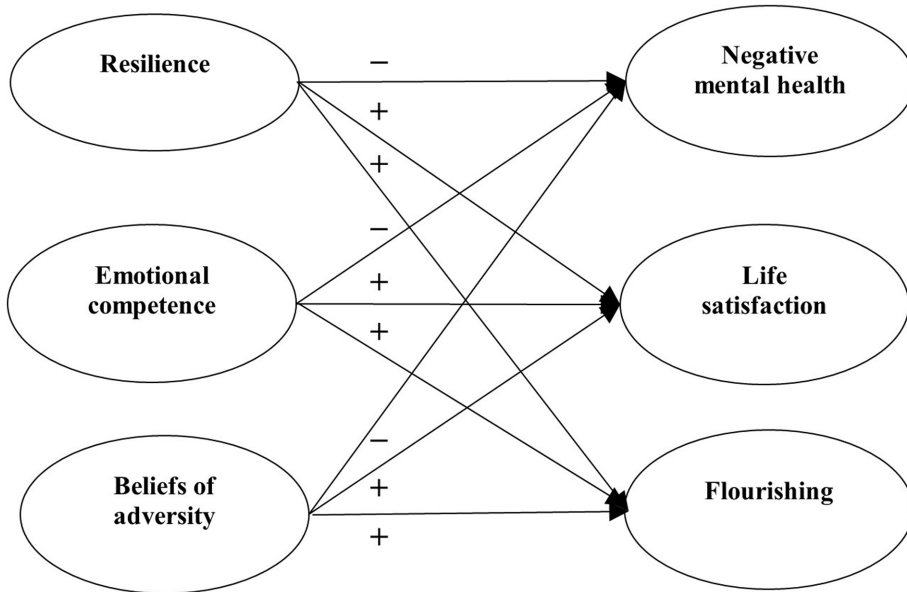 Resilience
Negative
mental health
−
+
+
Emotional
competence
Life
satisfaction
−
+
+
Beliefs of
adversity
Flourishing
−
+
+